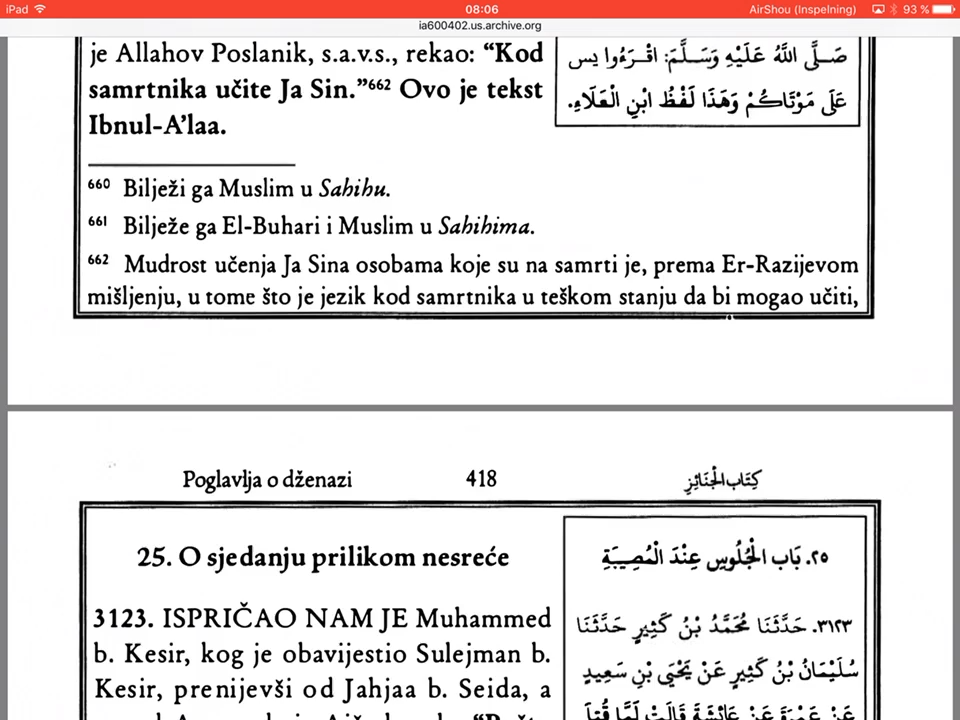 iPad 08:06 AirShou (Inspelning) 93 %
ia600402.us.archive.org
je Allahov Poslanik, s.a.v.s., rekao: “Kod
samrtnika učite Ja Sin.”⁶⁶² Ovo je tekst
Ibnul-A’laa.
صَلَّى اللَّهُ عَلَيْهِ وَسَلَّمَ: اقْرَءُوا يس
عَلَى مَوْتَاكُمْ وَهَذَا لَفْظُ ابْنِ الْعَلَاءِ.
⁶⁶⁰ Bilježi ga Muslim u Sahihu.
⁶⁶¹ Bilježe ga El-Buhari i Muslim u Sahihima.
⁶⁶² Mudrost učenja Ja Sina osobama koje su na samrti je, prema Er-Razijevom
mišljenju, u tome što je jezik kod samrtnika u teškom stanju da bi mogao učiti,
Poglavlja o dženazi 418 كِتَاب الْجَنَائِزِ
25. O sjedanju prilikom nesreće
3123. ISPRIČAO NAM JE Muhammed
b. Kesir, kog je obavijestio Sulejman b.
Kesir, prenijevši od Jahjaa b. Seida, a
٢٥. بَاب الْجُلُوسِ عِنْدَ الْمُصِيبَةِ
٣١٢٣. حَدَّثَنَا مُحَمَّدُ بْنُ كَثِيرٍ حَدَّثَنَا
سُلَيْمَانُ بْنُ كَثِيرٍ عَنْ يَحْيَى بْنِ سَعِيدٍ
عَنْ عَمْرَةَ عَنْ عَائِشَةَ قَالَتْ لَمَّا قُتِلَ